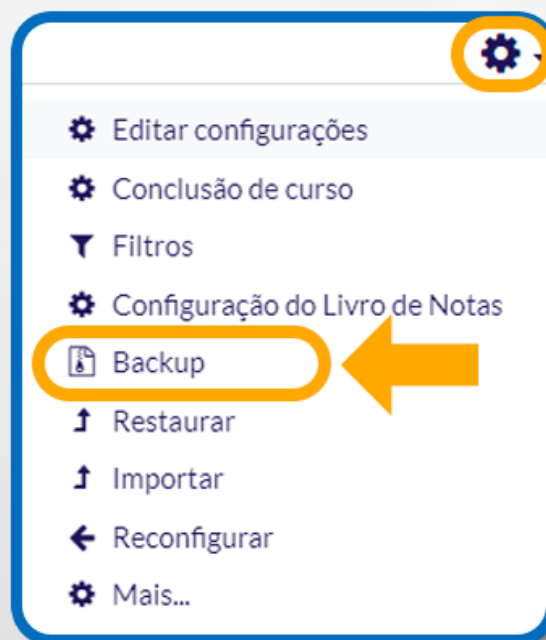 Editar configurações
Conclusão de curso
Filtros
Configuração do Livro de Notas
Backup
Restaurar
Importar
Reconfigurar
Mais...